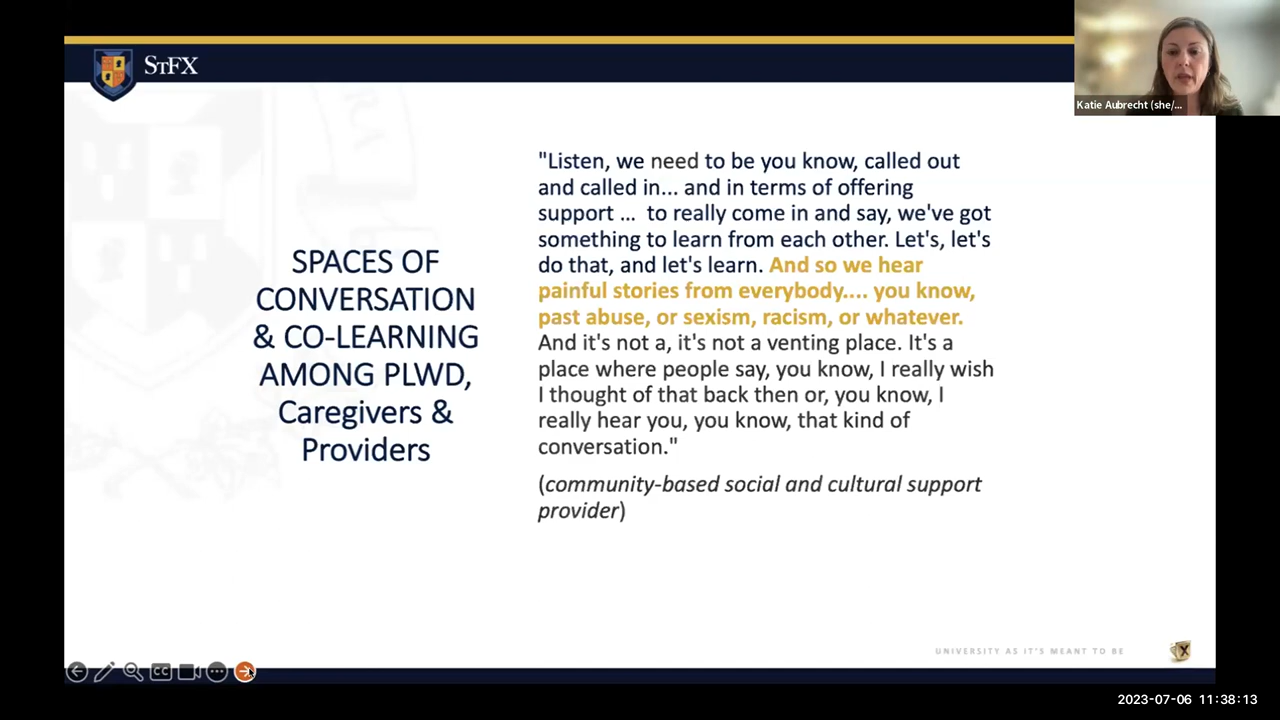 STFX
Katie Aubrecht (she/...
SPACES OF
CONVERSATION
& CO-LEARNING
AMONG PLWD,
Caregivers &
Providers
"Listen, we need to be you know, called out
and called in... and in terms of offering
support ... to really come in and say, we've got
something to learn from each other. Let's, let's
do that, and let's learn. And so we hear
painful stories from everybody.... you know,
past abuse, or sexism, racism, or whatever.
And it's not a, it's not a venting place. It's a
place where people say, you know, I really wish
I thought of that back then or, you know, I
really hear you, you know, that kind of
conversation."
(community-based social and cultural support
provider)
UNIVERSITY AS IT'S MEANT TO BE
X
CC
2023-07-06 11:38:13